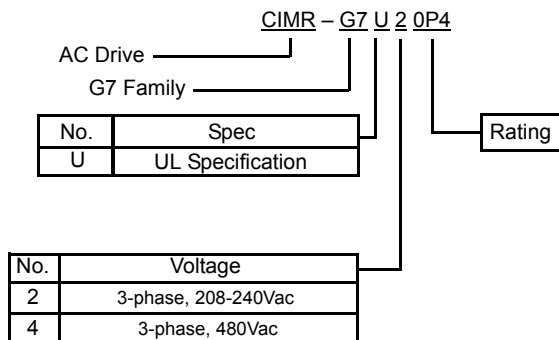 CIMR – G7 U 2 0P4
AC Drive
G7 Family
No. Spec
U UL Specification
Rating
No. Voltage
2 3-phase, 208-240Vac
4 3-phase, 480Vac